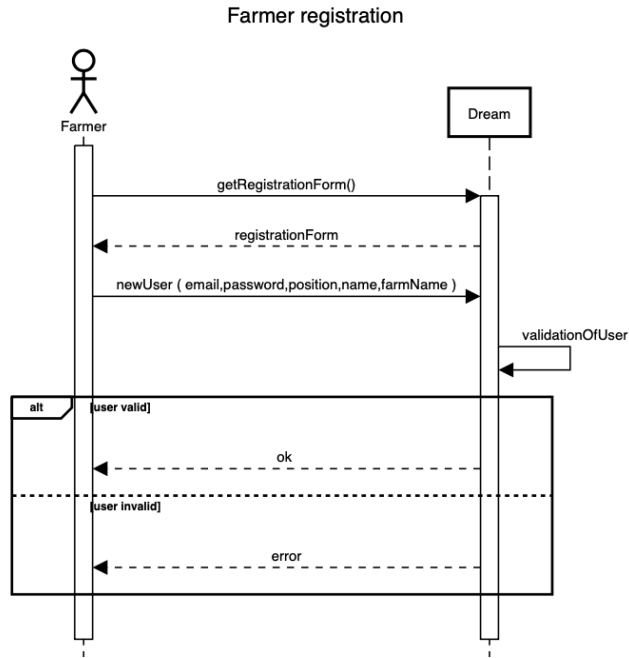 Farmer registration
Farmer
Dream
getRegistrationForm()
registrationForm
newUser ( email,password,position,name,farmName )
validationOfUser
alt
[user valid]
ok
[user invalid]
error